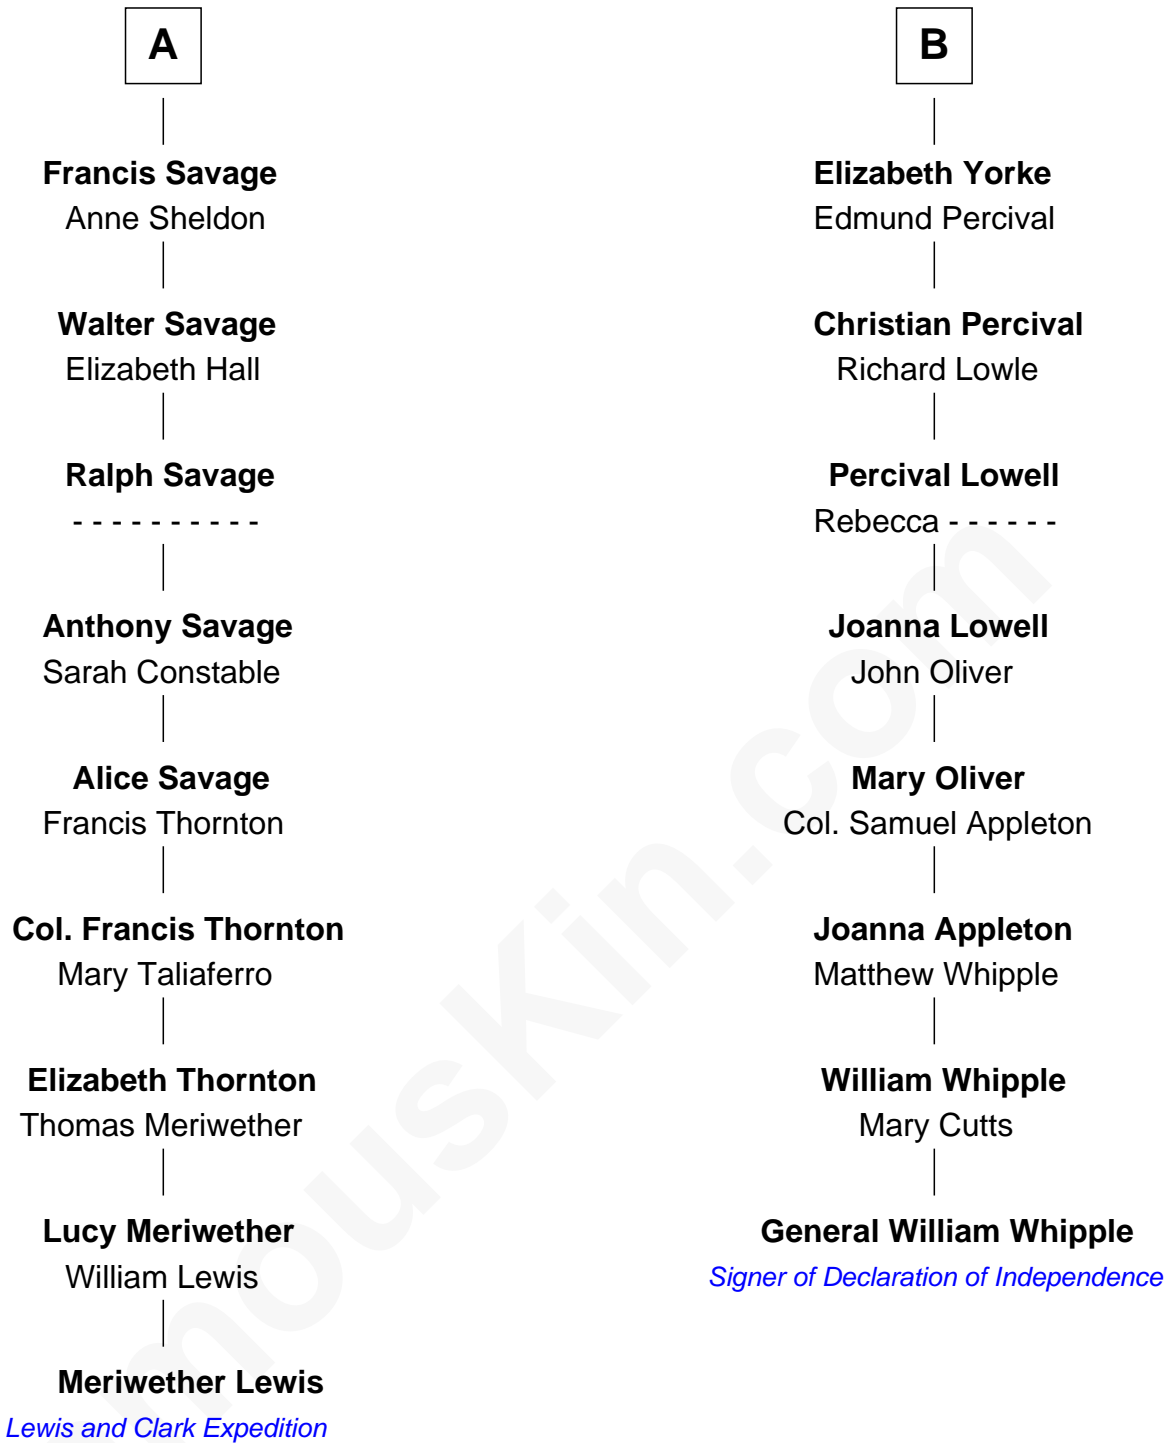 A
Francis Savage
Anne Sheldon
Walter Savage
Elizabeth Hall
Ralph Savage
- - - - - - - - - -
Anthony Savage
Sarah Constable
Alice Savage
Francis Thornton
Col. Francis Thornton
Mary Taliaferro
Elizabeth Thornton
Thomas Meriwether
Lucy Meriwether
William Lewis
Meriwether Lewis
Lewis and Clark Expedition
B
Elizabeth Yorke
Edmund Percival
Christian Percival
Richard Lowle
Percival Lowell
Rebecca - - - - - -
Joanna Lowell
John Oliver
Mary Oliver
Col. Samuel Appleton
Joanna Appleton
Matthew Whipple
William Whipple
Mary Cutts
General William Whipple
Signer of Declaration of Independence
mousKin.com